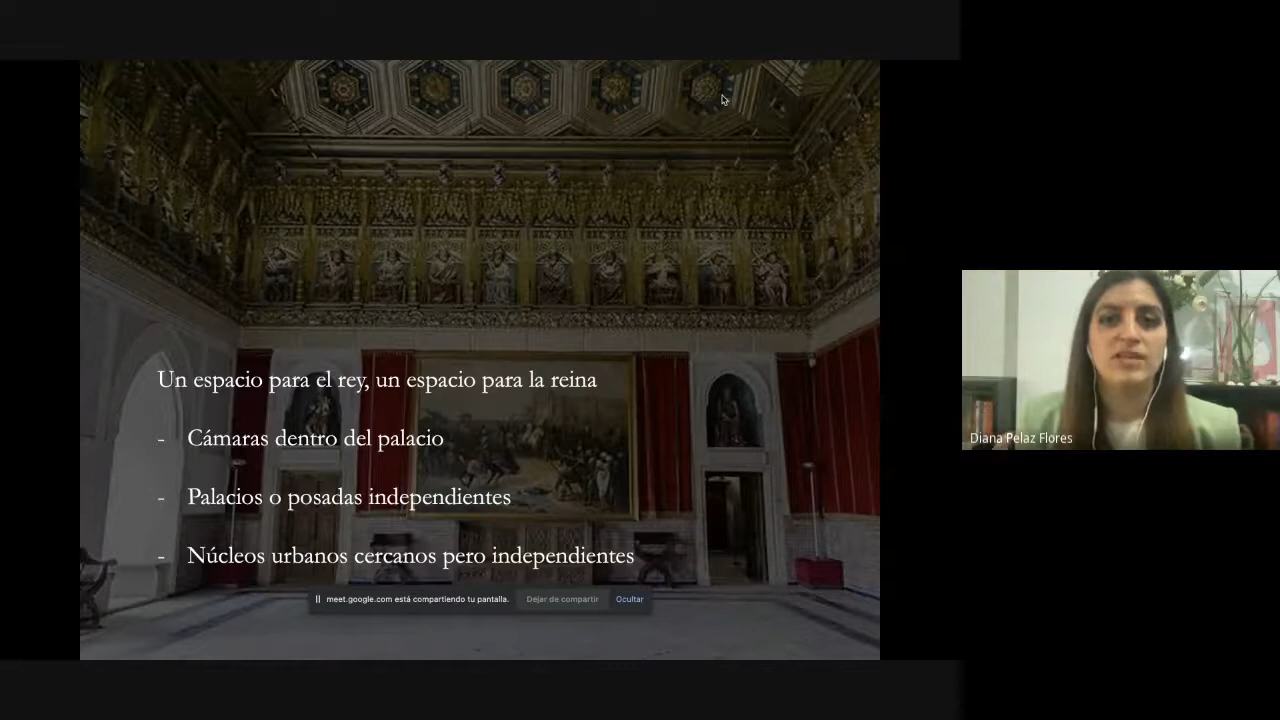 Un espacio para el rey, un espacio para la reina
- Cámaras dentro del palacio
- Palacios o posadas independientes
- Núcleos urbanos cercanos pero independientes
meet.google.com está compartiendo tu pantalla. Dejar de compartir Ocultar
Diana Pelaz Flores